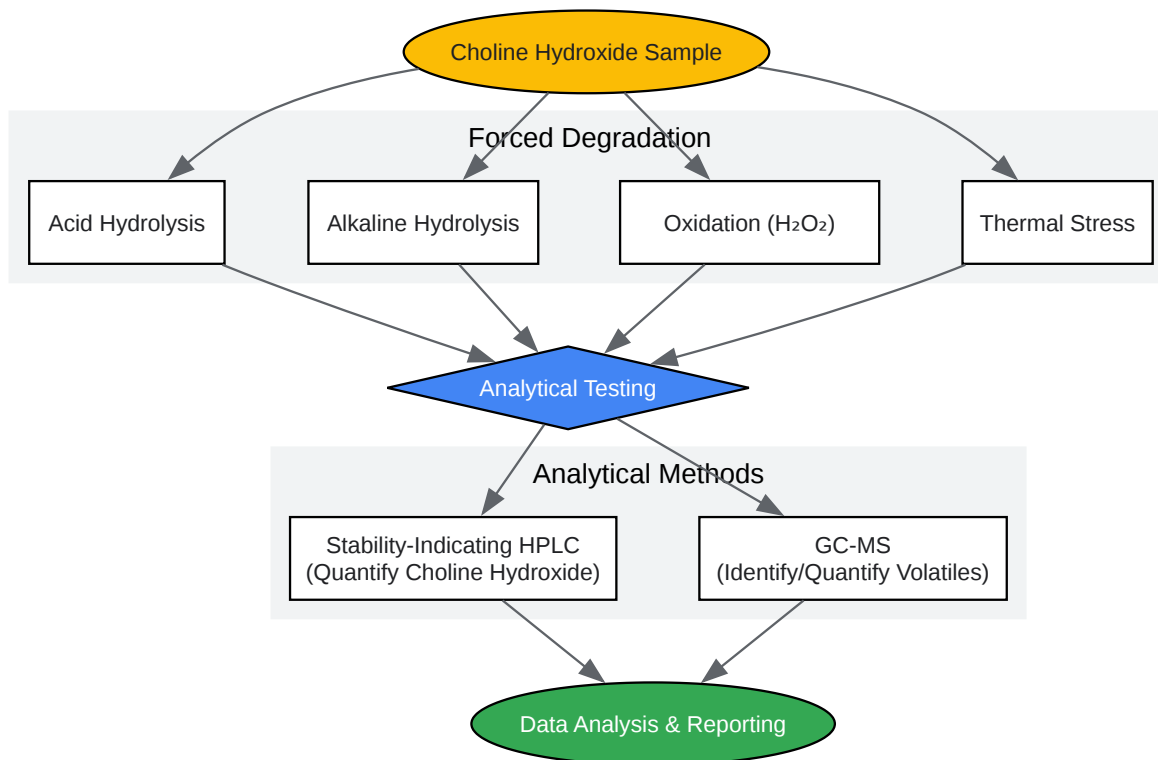 Choline Hydroxide Sample
Forced Degradation
Acid Hydrolysis
Alkaline Hydrolysis
Oxidation (H₂O₂)
Thermal Stress
Analytical Testing
Analytical Methods
Stability-Indicating HPLC
(Quantify Choline Hydroxide)
GC-MS
(Identify/Quantify Volatiles)
Data Analysis & Reporting